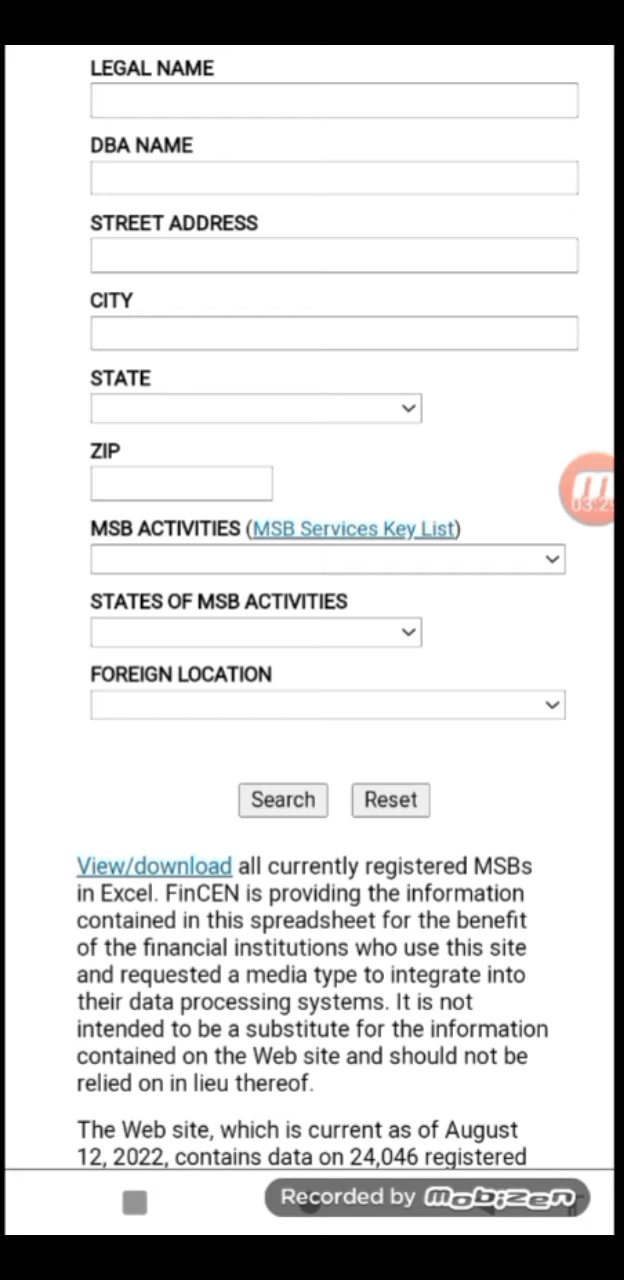 LEGAL NAME
DBA NAME
STREET ADDRESS
CITY
STATE
ZIP
MSB ACTIVITIES (MSB Services Key List)
STATES OF MSB ACTIVITIES
FOREIGN LOCATION
Search Reset
View/download all currently registered MSBs
in Excel. FinCEN is providing the information
contained in this spreadsheet for the benefit
of the financial institutions who use this site
and requested a media type to integrate into
their data processing systems. It is not
intended to be a substitute for the information
contained on the Web site and should not be
relied on in lieu thereof.
The Web site, which is current as of August
12, 2022, contains data on 24,046 registered
Recorded by mobizen